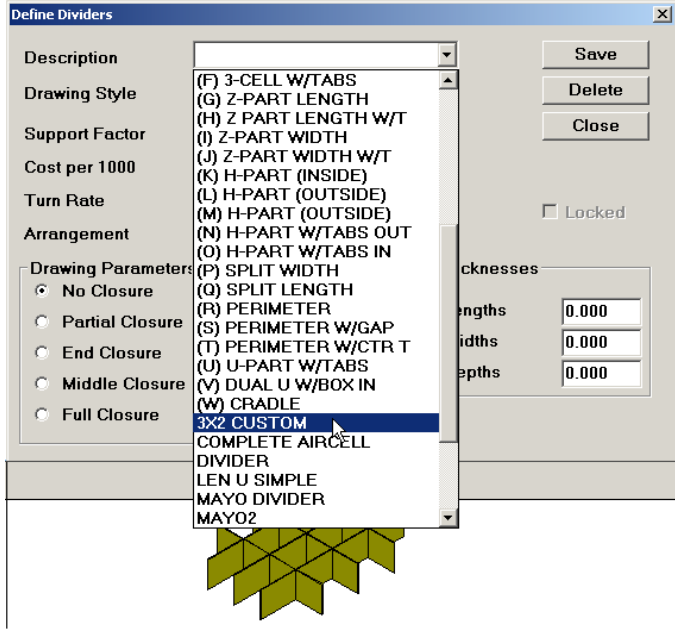 Define Dividers
Description
Save
Drawing Style
Delete
Support Factor
Close
Cost per 1000
Turn Rate
Locked
Arrangement
(F) 3-CELL W/TABS
(G) Z-PART LENGTH
(H) Z PART LENGTH W/T
(I) Z-PART WIDTH
(J) Z-PART WIDTH W/T
(K) H-PART (INSIDE)
(L) H-PART (OUTSIDE)
(M) H-PART (OUTSIDE)
(N) H-PART W/TABS OUT
(O) H-PART W/TABS IN
(P) SPLIT WIDTH
(Q) SPLIT LENGTH
(R) PERIMETER
(S) PERIMETER W/GAP
(T) PERIMETER W/CTR T
(U) U-PART W/TABS
(V) DUAL U W/BOX IN
(W) CRADLE
3X2 CUSTOM
COMPLETE AIRCELL
DIVIDER
LEN U SIMPLE
MAYO DIVIDER
MAYO2
Drawing Parameters
No Closure
Partial Closure
End Closure
Middle Closure
Full Closure
cknesses
engths 0.000
idths 0.000
epths 0.000